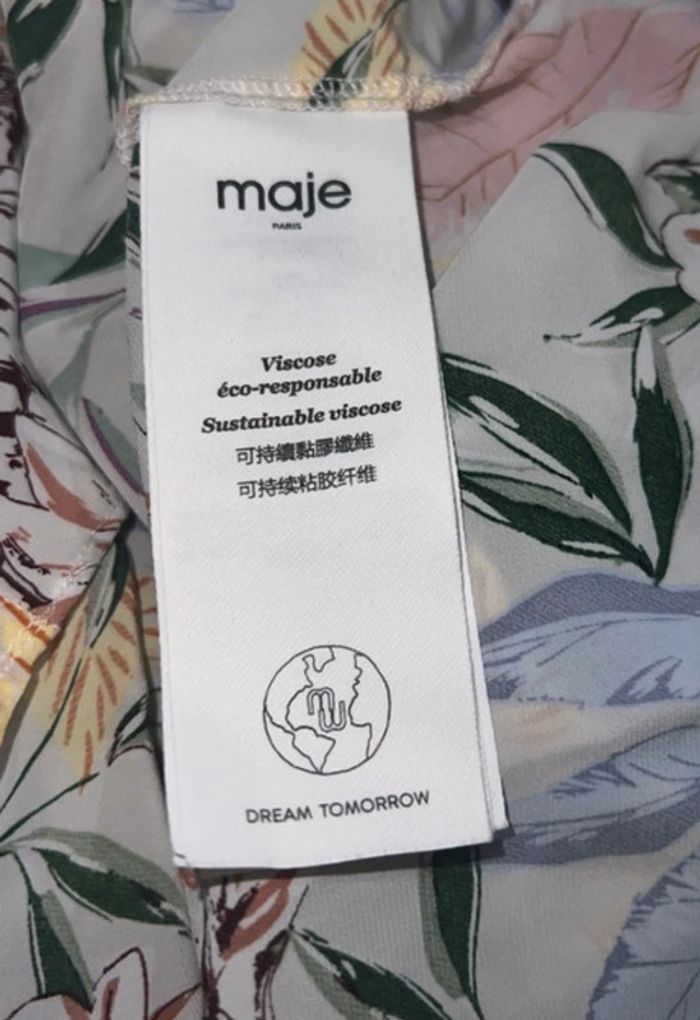 maje
PARIS
Viscose
éco-responsable
Sustainable viscose
可持續黏膠纖維
可持续粘胶纤维
DREAM TOMORROW